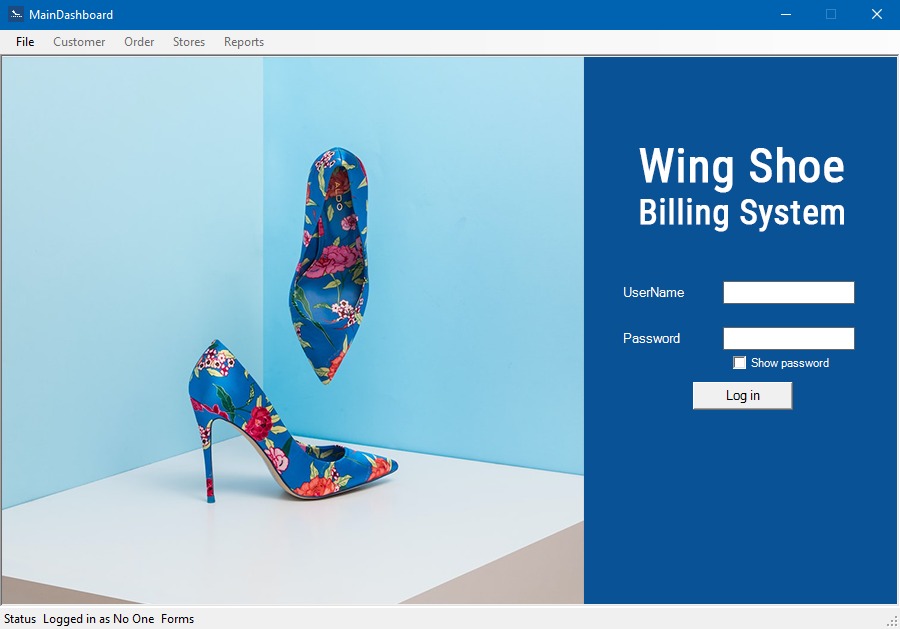 MainDashboard
File Customer Order Stores Reports
ALDO
Wing Shoe
Billing System
UserName
Password
Show password
Log in
Status Logged in as No One Forms